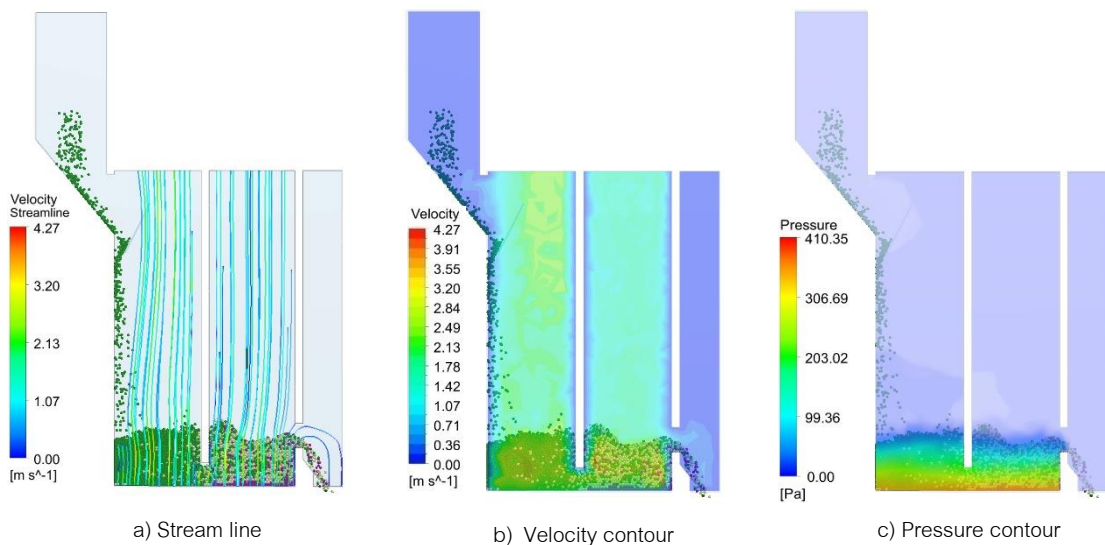 Velocity
Streamline
4.27
3.20
2.13
1.07
0.00
[m s^-1]
a) Stream line
Velocity
4.27
3.91
3.55
3.20
2.84
2.49
2.13
1.78
1.42
1.07
0.71
0.36
0.00
[m s^-1]
b) Velocity contour
Pressure
410.35
306.69
203.02
99.36
0.00
[Pa]
c) Pressure contour